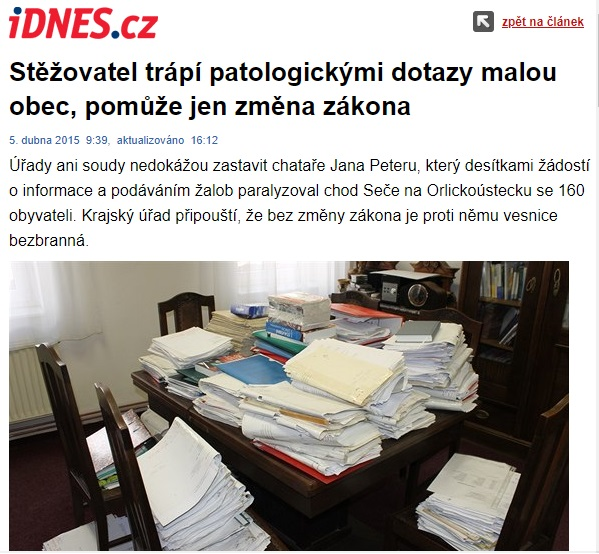 iDNES.cz
zpět na článek
Stěžovatel trápí patologickými dotazy malou
obec, pomůže jen změna zákona
5. dubna 2015 9:39, aktualizováno 16:12
Úřady ani soudy nedokážou zastavit chataře Jana Peteru, který desítkami žádostí
o informace a podáváním žalob paralyzoval chod Seče na Orlickoústecku se 160
obyvateli. Krajský úřad připouští, že bez změny zákona je proti němu vesnice
bezbranná.